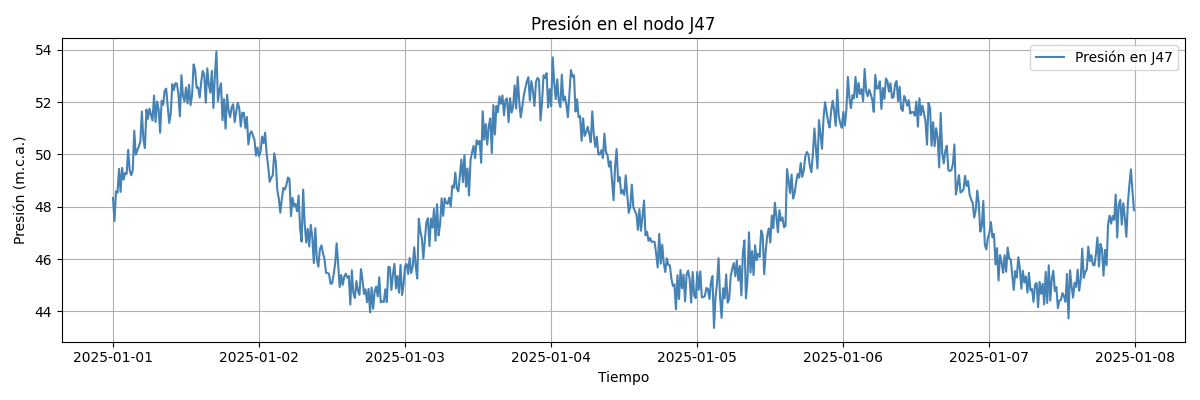 Presión en el nodo J47
Presión en J47
Presión (m.c.a.)
54
52
50
48
46
44
2025-01-01 2025-01-02 2025-01-03 2025-01-04 2025-01-05 2025-01-06 2025-01-07 2025-01-08
Tiempo